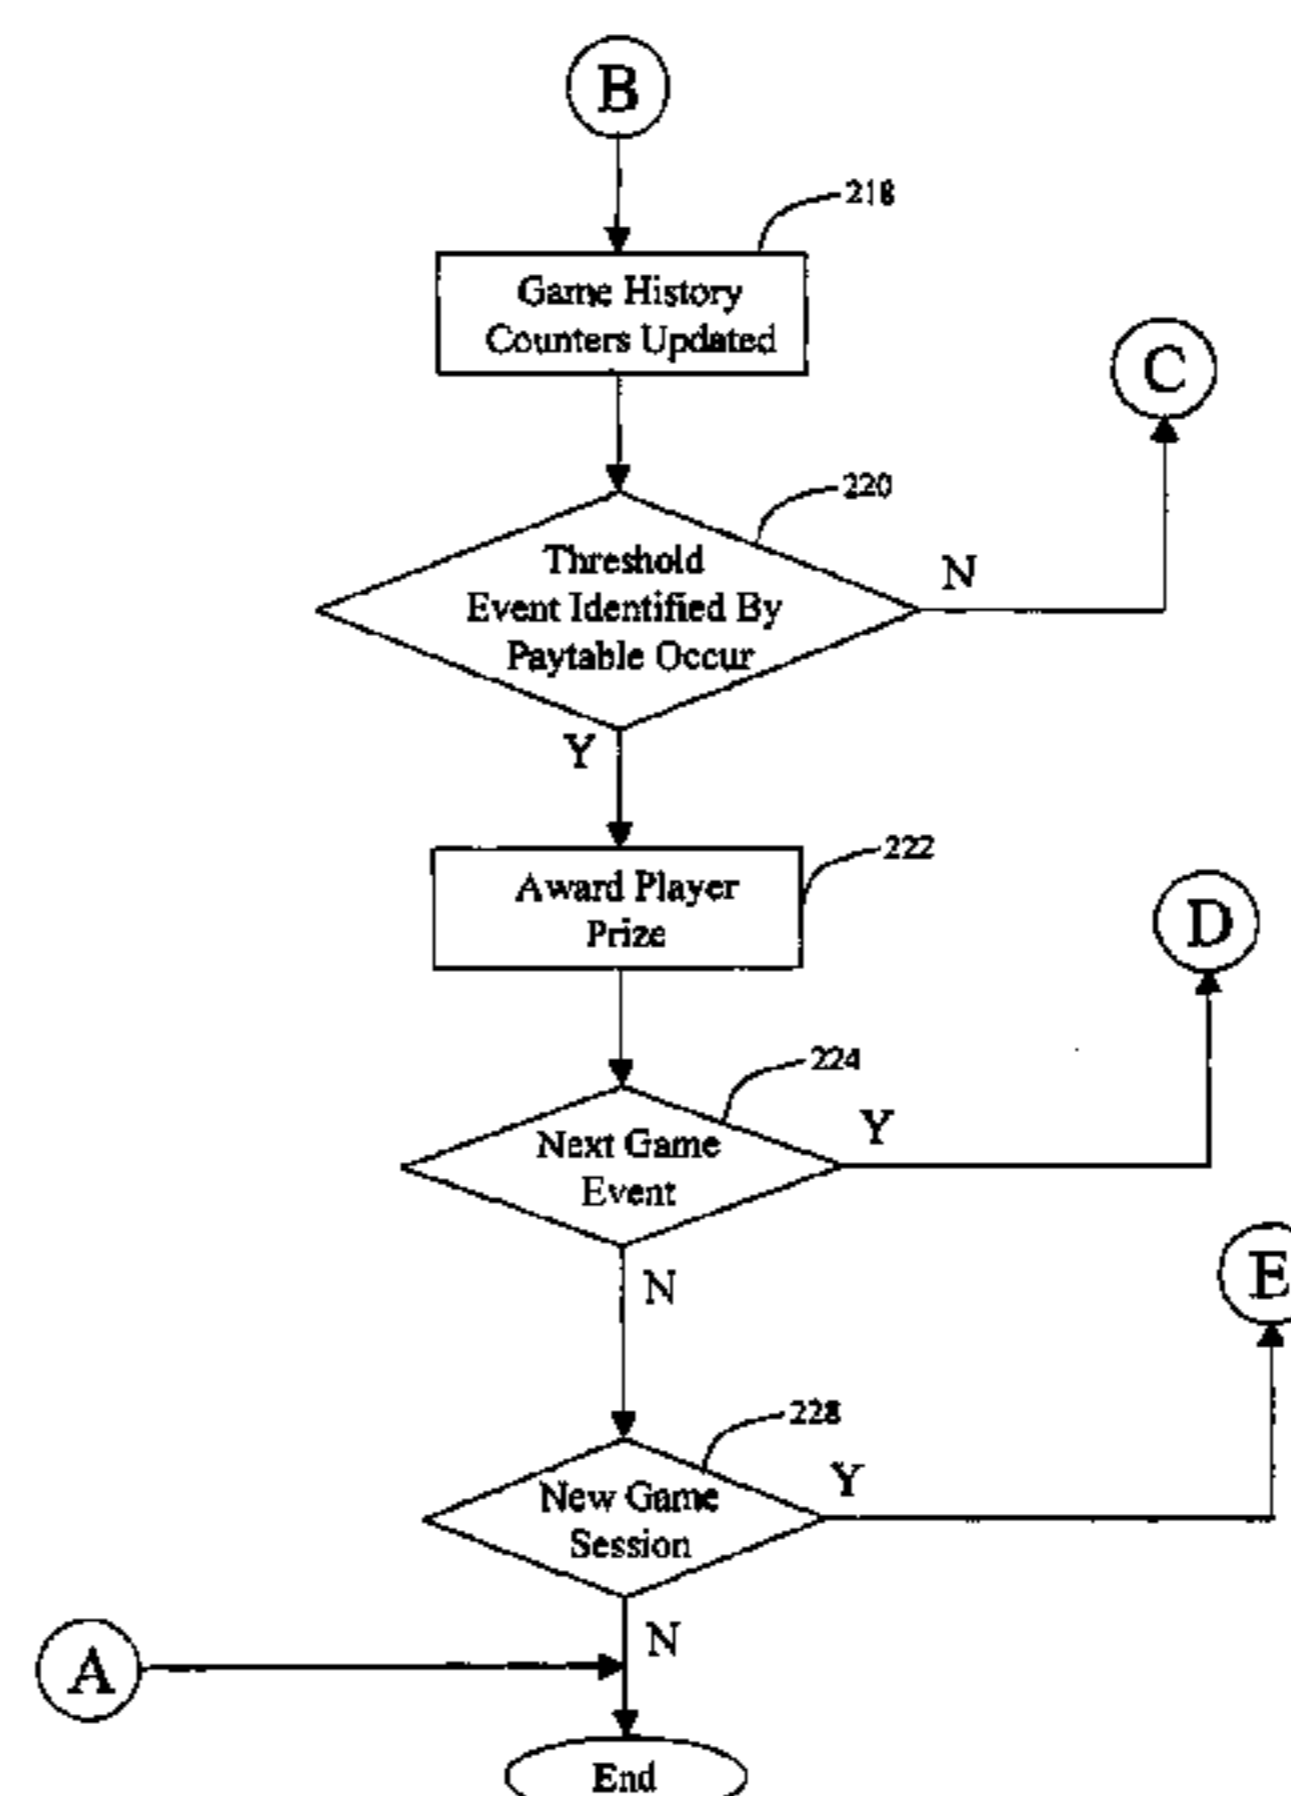 B
218
Game History
Counters Updated
C
220
Threshold
Event Identified By
Paytable Occur
N
Y
222
Award Player
Prize
D
224
Next Game
Event
Y
N
E
228
New Game
Session
Y
N
A
End